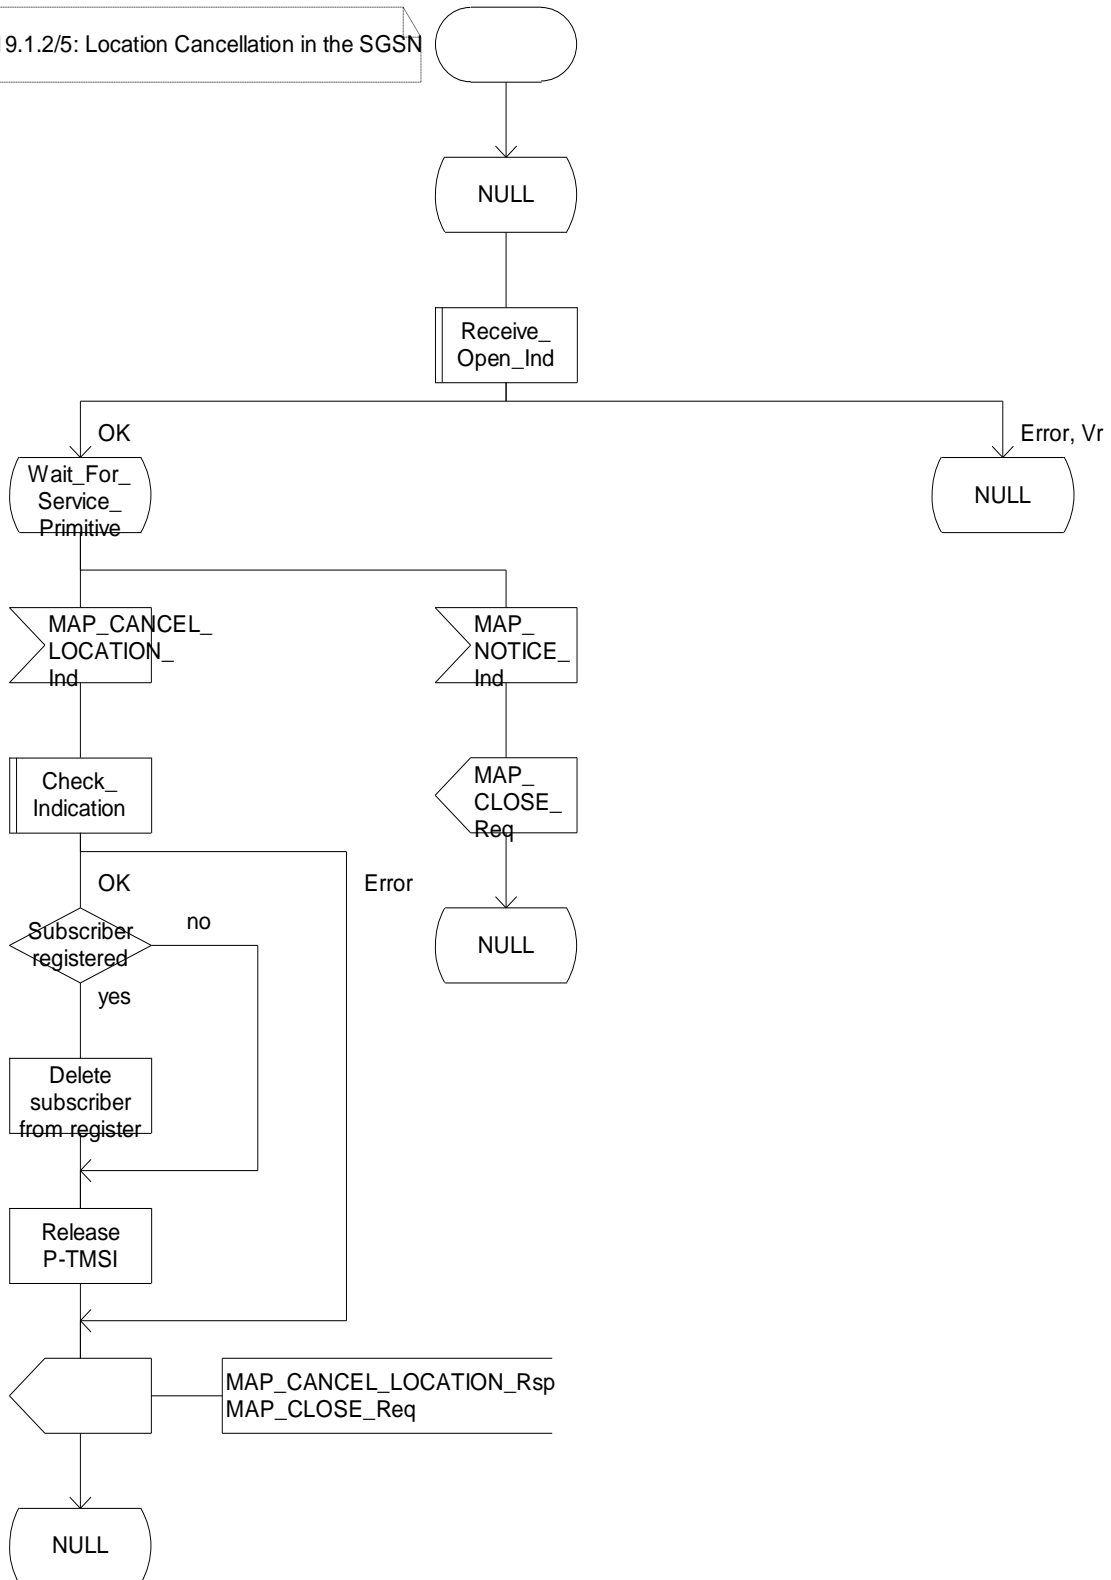 19.1.2/5: Location Cancellation in the SGSN
NULL
Receive_
Open_Ind
OK
Error, Vr
Wait_For_
Service_
Primitive
NULL
MAP_CANCEL_
LOCATION_
Ind
MAP_
NOTICE_
Ind
Check_
Indication
MAP_
CLOSE_
Req
OK
Error
Subscriber
registered
no
NULL
yes
Delete
subscriber
from register
Release
P-TMSI
MAP_CANCEL_LOCATION_Rsp
MAP_CLOSE_Req
NULL